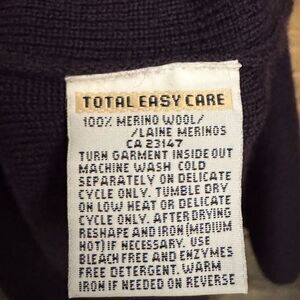 TOTAL EASY CARE
100% MERINO WOOL/
/LAINE MERINOS
CA 23147
TURN GARMENT INSIDE OUT
MACHINE WASH COLD
SEPARATELY ON DELICATE
CYCLE ONLY. TUMBLE DRY
ON LOW HEAT OR DELICATE
CYCLE ONLY. AFTER DRYING
RESHAPE AND IRON (MEDIUM
HOT) IF NECESSARY. USE
BLEACH FREE AND ENZYMES
FREE DETERGENT. WARM
IRON IF NEEDED ON REVERSE